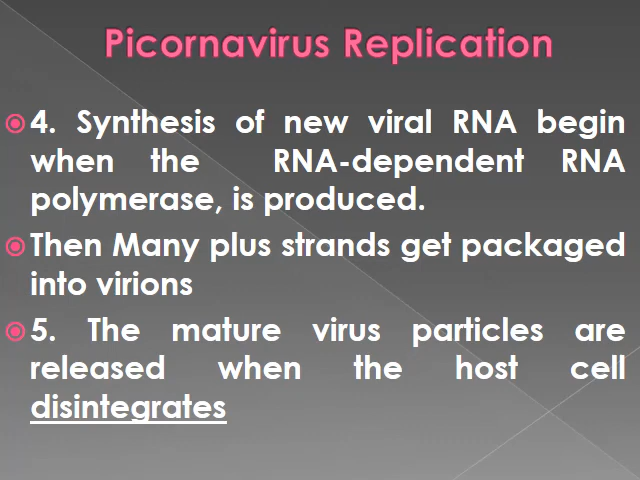 Picornavirus Replication
4. Synthesis of new viral RNA begin
when the RNA-dependent RNA
polymerase, is produced.
Then Many plus strands get packaged
into virions
5. The mature virus particles are
released when the host cell
disintegrates